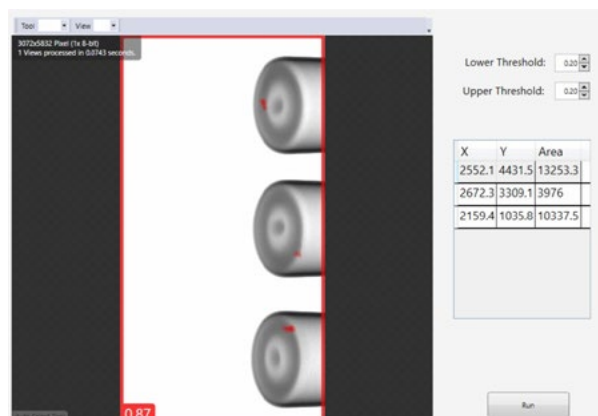 Tool View
3072x5832 Pixel (1x 8-bit)
1 Views processed in 0.0743 seconds.
Lower Threshold: 0.20
Upper Threshold: 0.20
X Y Area
2552.1 4431.5 13253.3
2672.3 3309.1 3976
2159.4 1035.8 10337.5
0.87
Run